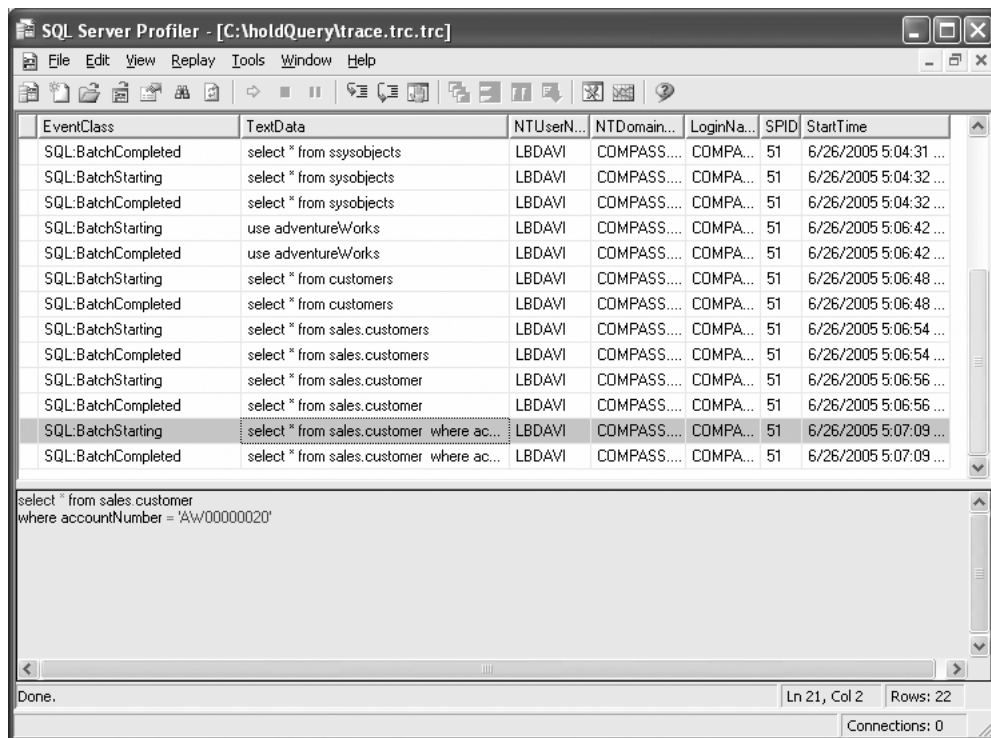 SQL Server Profiler - [C:\holdQuery\trace.trc.trc]
File Edit View Replay Tools Window Help
EventClass TextData NTUserN... NTDomain... LoginNa... SPID StartTime
SQL:BatchCompleted select * from ssysobjects LBDAVI COMPASS.... COMPA... 51 6/26/2005 5:04:31 ...
SQL:BatchStarting select * from sysobjects LBDAVI COMPASS.... COMPA... 51 6/26/2005 5:04:32 ...
SQL:BatchCompleted select * from sysobjects LBDAVI COMPASS.... COMPA... 51 6/26/2005 5:04:32 ...
SQL:BatchStarting use adventureWorks LBDAVI COMPASS.... COMPA... 51 6/26/2005 5:06:42 ...
SQL:BatchCompleted use adventureWorks LBDAVI COMPASS.... COMPA... 51 6/26/2005 5:06:42 ...
SQL:BatchStarting select * from customers LBDAVI COMPASS.... COMPA... 51 6/26/2005 5:06:48 ...
SQL:BatchCompleted select * from customers LBDAVI COMPASS.... COMPA... 51 6/26/2005 5:06:48 ...
SQL:BatchStarting select * from sales.customers LBDAVI COMPASS.... COMPA... 51 6/26/2005 5:06:54 ...
SQL:BatchCompleted select * from sales.customers LBDAVI COMPASS.... COMPA... 51 6/26/2005 5:06:54 ...
SQL:BatchStarting select * from sales.customer LBDAVI COMPASS.... COMPA... 51 6/26/2005 5:06:56 ...
SQL:BatchCompleted select * from sales.customer LBDAVI COMPASS.... COMPA... 51 6/26/2005 5:06:56 ...
SQL:BatchStarting select * from sales.customer where ac... LBDAVI COMPASS.... COMPA... 51 6/26/2005 5:07:09 ...
SQL:BatchCompleted select * from sales.customer where ac... LBDAVI COMPASS.... COMPA... 51 6/26/2005 5:07:09 ...
select * from sales.customer
where accountNumber = 'AW00000020'
Done. Ln 21, Col 2 Rows: 22
Connections: 0